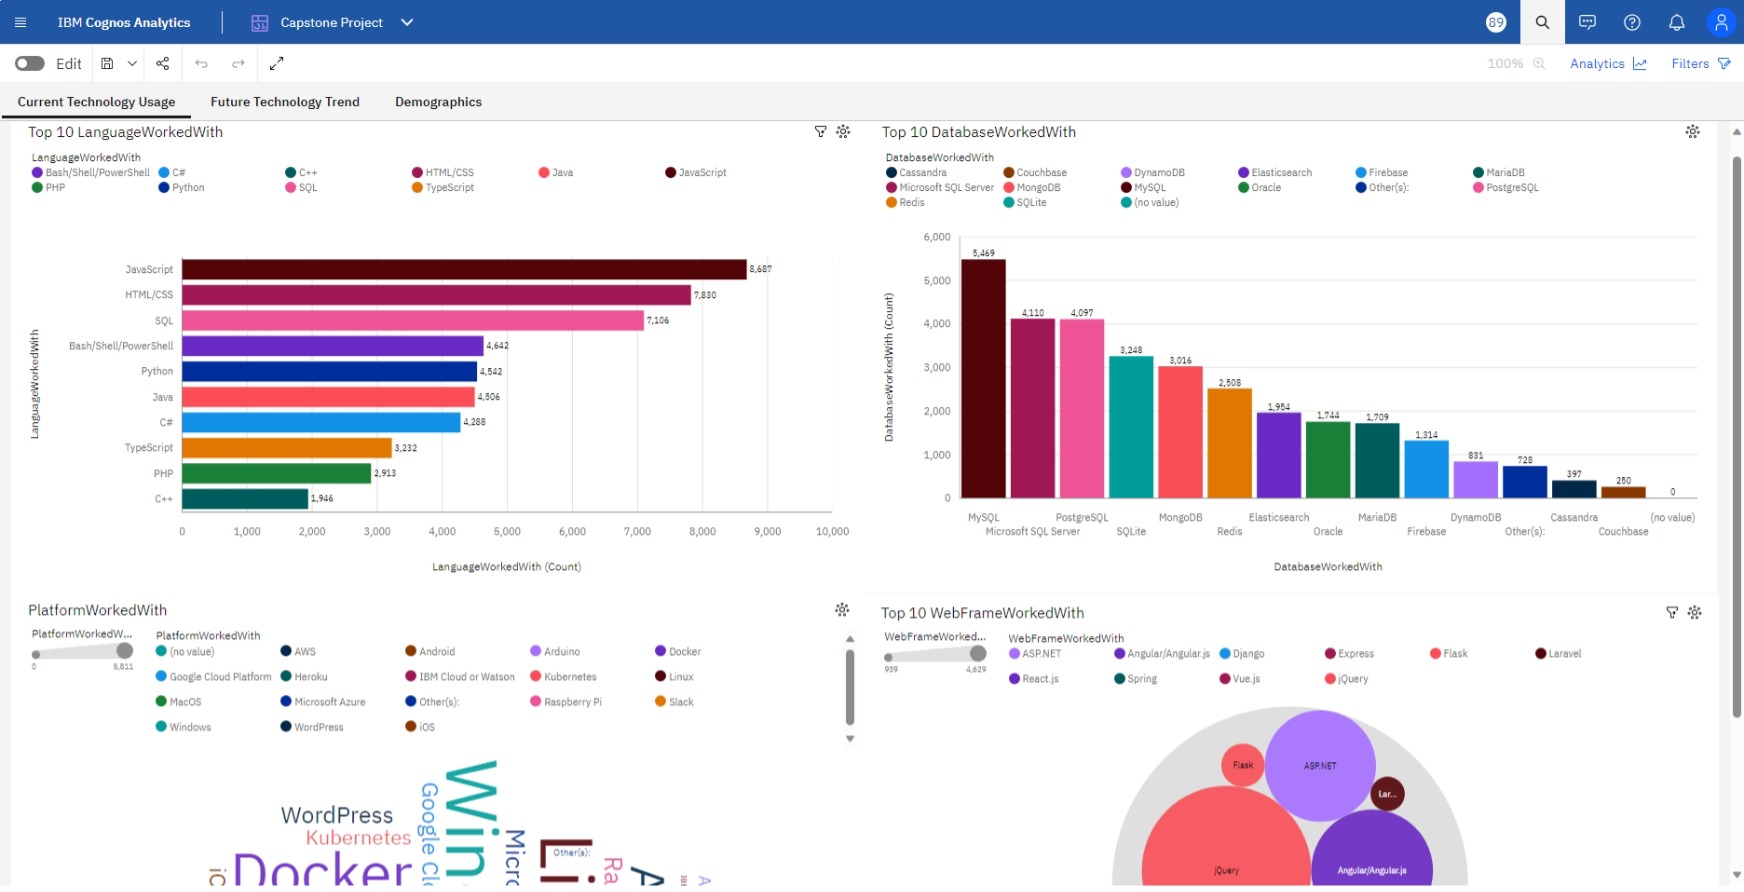 IBM Cognos Analytics
Capstone Project
89
Edit
100%
Analytics
Filters
Current Technology Usage
Future Technology Trend
Demographics
Top 10 LanguageWorkedWith
LanguageWorkedWith
Bash/Shell/PowerShell C# C++ HTML/CSS Java JavaScript
PHP Python SQL TypeScript
LanguageWorkedWith
JavaScript 8,687
HTML/CSS 7,830
SQL 7,106
Bash/Shell/PowerShell 4,642
Python 4,542
Java 4,506
C# 4,288
TypeScript 3,232
PHP 2,913
C++ 1,946
0 1,000 2,000 3,000 4,000 5,000 6,000 7,000 8,000 9,000 10,000
LanguageWorkedWith (Count)
Top 10 DatabaseWorkedWith
DatabaseWorkedWith
Cassandra Couchbase DynamoDB Elasticsearch Firebase MariaDB
Microsoft SQL Server MongoDB MySQL Oracle Other(s): PostgreSQL
Redis SQLite (no value)
DatabaseWorkedWith (Count)
6,000
5,000
4,000
3,000
2,000
1,000
0
5,469 4,110 4,097 3,248 3,016 2,508 1,954 1,744 1,709 1,314 831 728 397 250 0
MySQL PostgreSQL MongoDB Elasticsearch MariaDB DynamoDB Cassandra (no value)
Microsoft SQL Server SQLite Redis Oracle Firebase Other(s): Couchbase
DatabaseWorkedWith
PlatformWorkedWith
PlatformWorkedW...
0 5,811
PlatformWorkedWith
(no value) AWS Android Arduino Docker
Google Cloud Platform Heroku IBM Cloud or Watson Kubernetes Linux
MacOS Microsoft Azure Other(s): Raspberry Pi Slack
Windows WordPress iOS
WordPress
Kubernetes
Docker
Google Cl
Win
Micro
Li
Other(s):
Ra
A
iO
IBM
A
Top 10 WebFrameWorkedWith
WebFrameWorked...
939 4,629
WebFrameWorkedWith
ASP.NET Angular/Angular.js Django Express Flask Laravel
React.js Spring Vue.js jQuery
Flask
ASP.NET
Lar...
jQuery
Angular/Angular.js